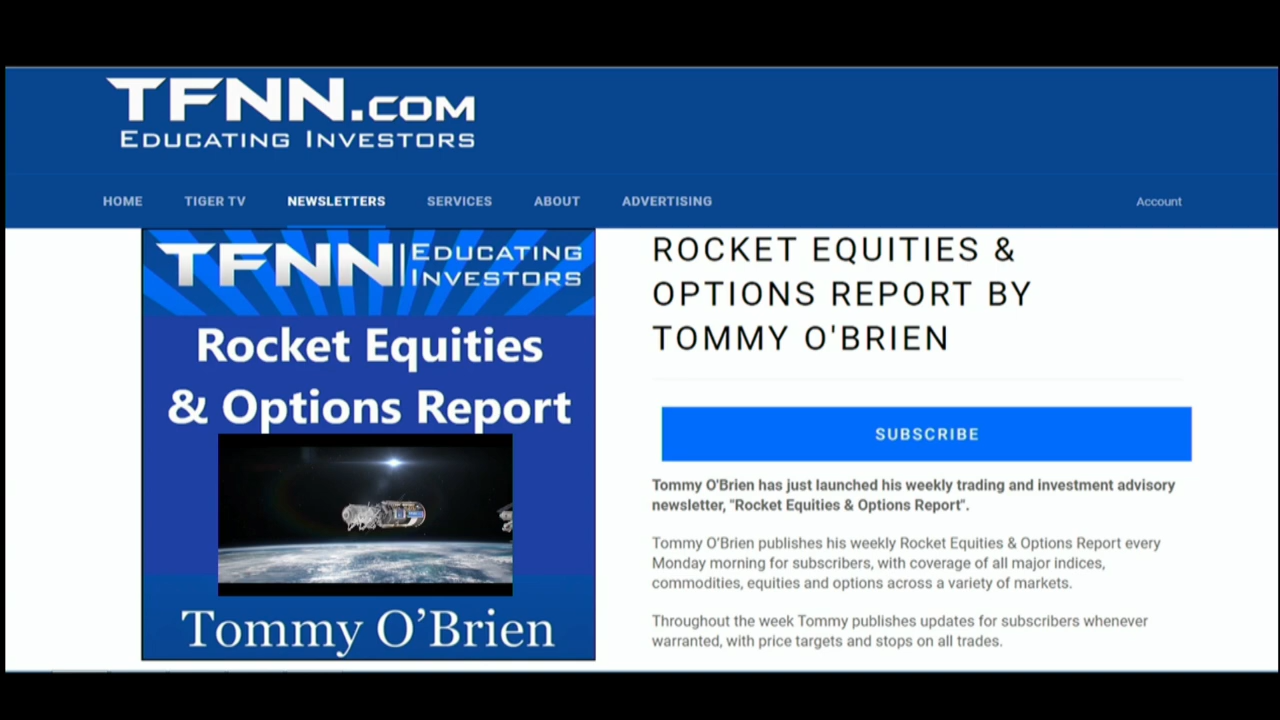 TFNN.COM
EDUCATING INVESTORS
HOME TIGER TV NEWSLETTERS SERVICES ABOUT ADVERTISING Account
TFNN | EDUCATING
INVESTORS
Rocket Equities
& Options Report
Tommy O’Brien
ROCKET EQUITIES &
OPTIONS REPORT BY
TOMMY O'BRIEN
SUBSCRIBE
Tommy O'Brien has just launched his weekly trading and investment advisory
newsletter, "Rocket Equities & Options Report".
Tommy O’Brien publishes his weekly Rocket Equities & Options Report every
Monday morning for subscribers, with coverage of all major indices,
commodities, equities and options across a variety of markets.
Throughout the week Tommy publishes updates for subscribers whenever
warranted, with price targets and stops on all trades.